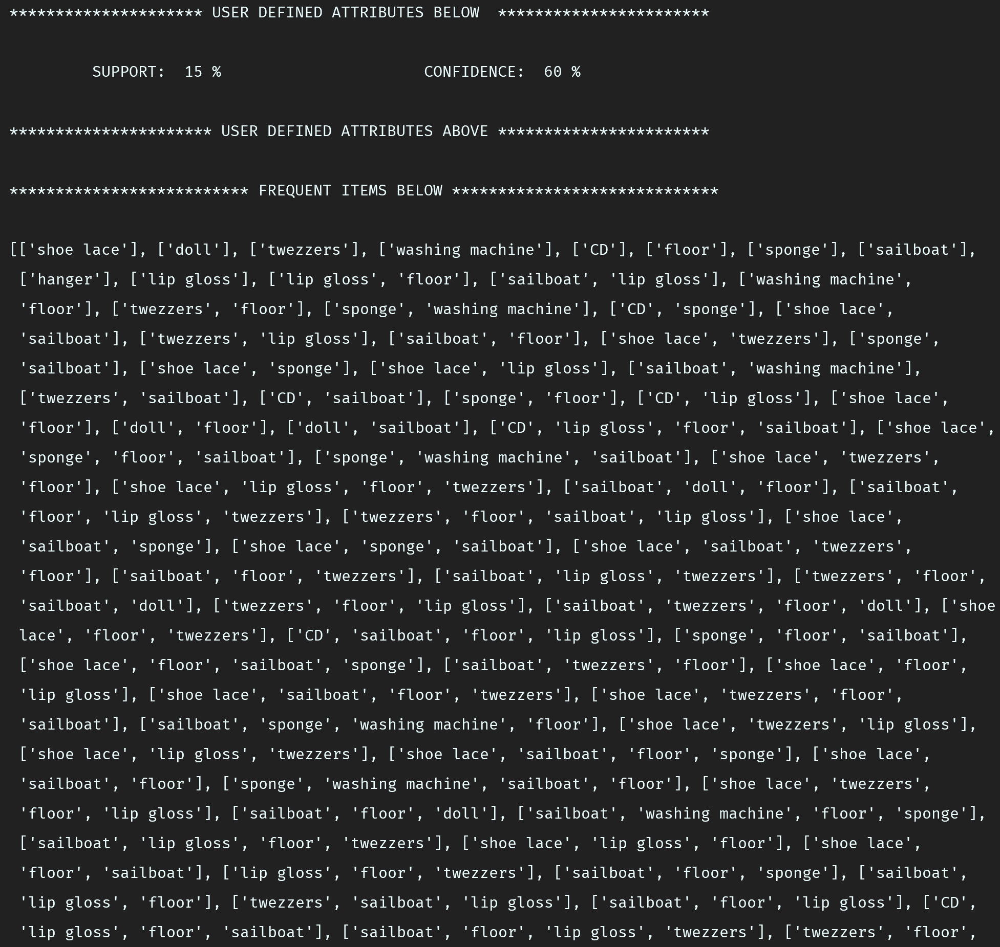 ********************* USER DEFINED ATTRIBUTES BELOW  ***********************
SUPPORT:  15 %                      CONFIDENCE:  60 %
********************** USER DEFINED ATTRIBUTES ABOVE ***********************
************************** FREQUENT ITEMS BELOW *****************************
[['shoe lace'], ['doll'], ['twezzers'], ['washing machine'], ['CD'], ['floor'], ['sponge'], ['sailboat'],
['hanger'], ['lip gloss'], ['lip gloss', 'floor'], ['sailboat', 'lip gloss'], ['washing machine',
'floor'], ['twezzers', 'floor'], ['sponge', 'washing machine'], ['CD', 'sponge'], ['shoe lace',
'sailboat'], ['twezzers', 'lip gloss'], ['sailboat', 'floor'], ['shoe lace', 'twezzers'], ['sponge',
'sailboat'], ['shoe lace', 'sponge'], ['shoe lace', 'lip gloss'], ['sailboat', 'washing machine'],
['twezzers', 'sailboat'], ['CD', 'sailboat'], ['sponge', 'floor'], ['CD', 'lip gloss'], ['shoe lace',
'floor'], ['doll', 'floor'], ['doll', 'sailboat'], ['CD', 'lip gloss', 'floor', 'sailboat'], ['shoe lace',
'sponge', 'floor', 'sailboat'], ['sponge', 'washing machine', 'sailboat'], ['shoe lace', 'twezzers',
'floor'], ['shoe lace', 'lip gloss', 'floor', 'twezzers'], ['sailboat', 'doll', 'floor'], ['sailboat',
'floor', 'lip gloss', 'twezzers'], ['twezzers', 'floor', 'sailboat', 'lip gloss'], ['shoe lace',
'sailboat', 'sponge'], ['shoe lace', 'sponge', 'sailboat'], ['shoe lace', 'sailboat', 'twezzers',
'floor'], ['sailboat', 'floor', 'twezzers'], ['sailboat', 'lip gloss', 'twezzers'], ['twezzers', 'floor',
'sailboat', 'doll'], ['twezzers', 'floor', 'lip gloss'], ['sailboat', 'twezzers', 'floor', 'doll'], ['shoe
lace', 'floor', 'twezzers'], ['CD', 'sailboat', 'floor', 'lip gloss'], ['sponge', 'floor', 'sailboat'],
['shoe lace', 'floor', 'sailboat', 'sponge'], ['sailboat', 'twezzers', 'floor'], ['shoe lace', 'floor',
'lip gloss'], ['shoe lace', 'sailboat', 'floor', 'twezzers'], ['shoe lace', 'twezzers', 'floor',
'sailboat'], ['sailboat', 'sponge', 'washing machine', 'floor'], ['shoe lace', 'twezzers', 'lip gloss'],
['shoe lace', 'lip gloss', 'twezzers'], ['shoe lace', 'sailboat', 'floor', 'sponge'], ['shoe lace',
'sailboat', 'floor'], ['sponge', 'washing machine', 'sailboat', 'floor'], ['shoe lace', 'twezzers',
'floor', 'lip gloss'], ['sailboat', 'floor', 'doll'], ['sailboat', 'washing machine', 'floor', 'sponge'],
['sailboat', 'lip gloss', 'floor', 'twezzers'], ['shoe lace', 'lip gloss', 'floor'], ['shoe lace',
'floor', 'sailboat'], ['lip gloss', 'floor', 'twezzers'], ['sailboat', 'floor', 'sponge'], ['sailboat',
'lip gloss', 'floor'], ['twezzers', 'sailboat', 'lip gloss'], ['sailboat', 'floor', 'lip gloss'], ['CD',
'lip gloss', 'floor', 'sailboat'], ['sailboat', 'floor', 'lip gloss', 'twezzers'], ['twezzers', 'floor',